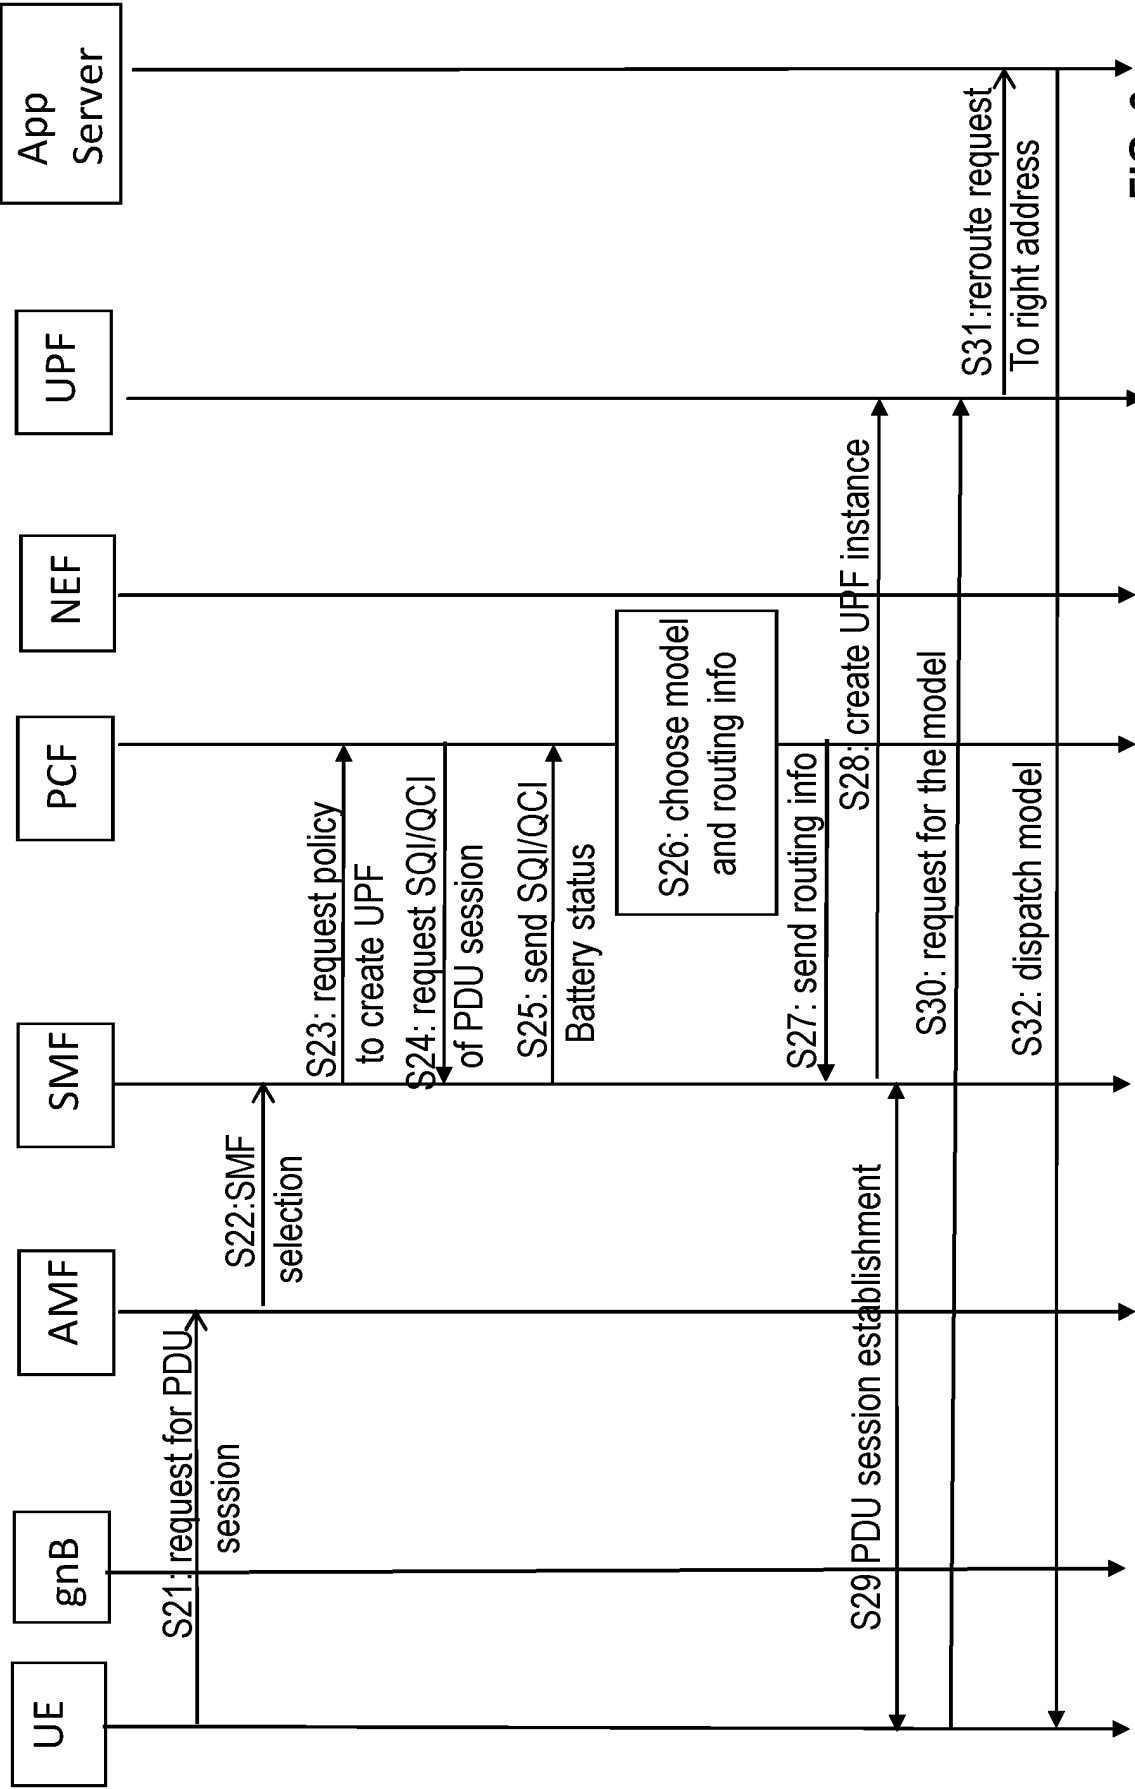 UE
gnB
AMF
SMF
PCF
NEF
UPF
App
Server
S21: request for PDU
session
S22:SMF
selection
S23: request policy
to create UPF
S24: request SQI/QCI
of PDU session
S25: send SQI/QCI
Battery status
S26: choose model
and routing info
S27: send routing info
S28: create UPF instance
S29 PDU session establishment
S30: request for the model
S31:reroute request
To right address
S32: dispatch model